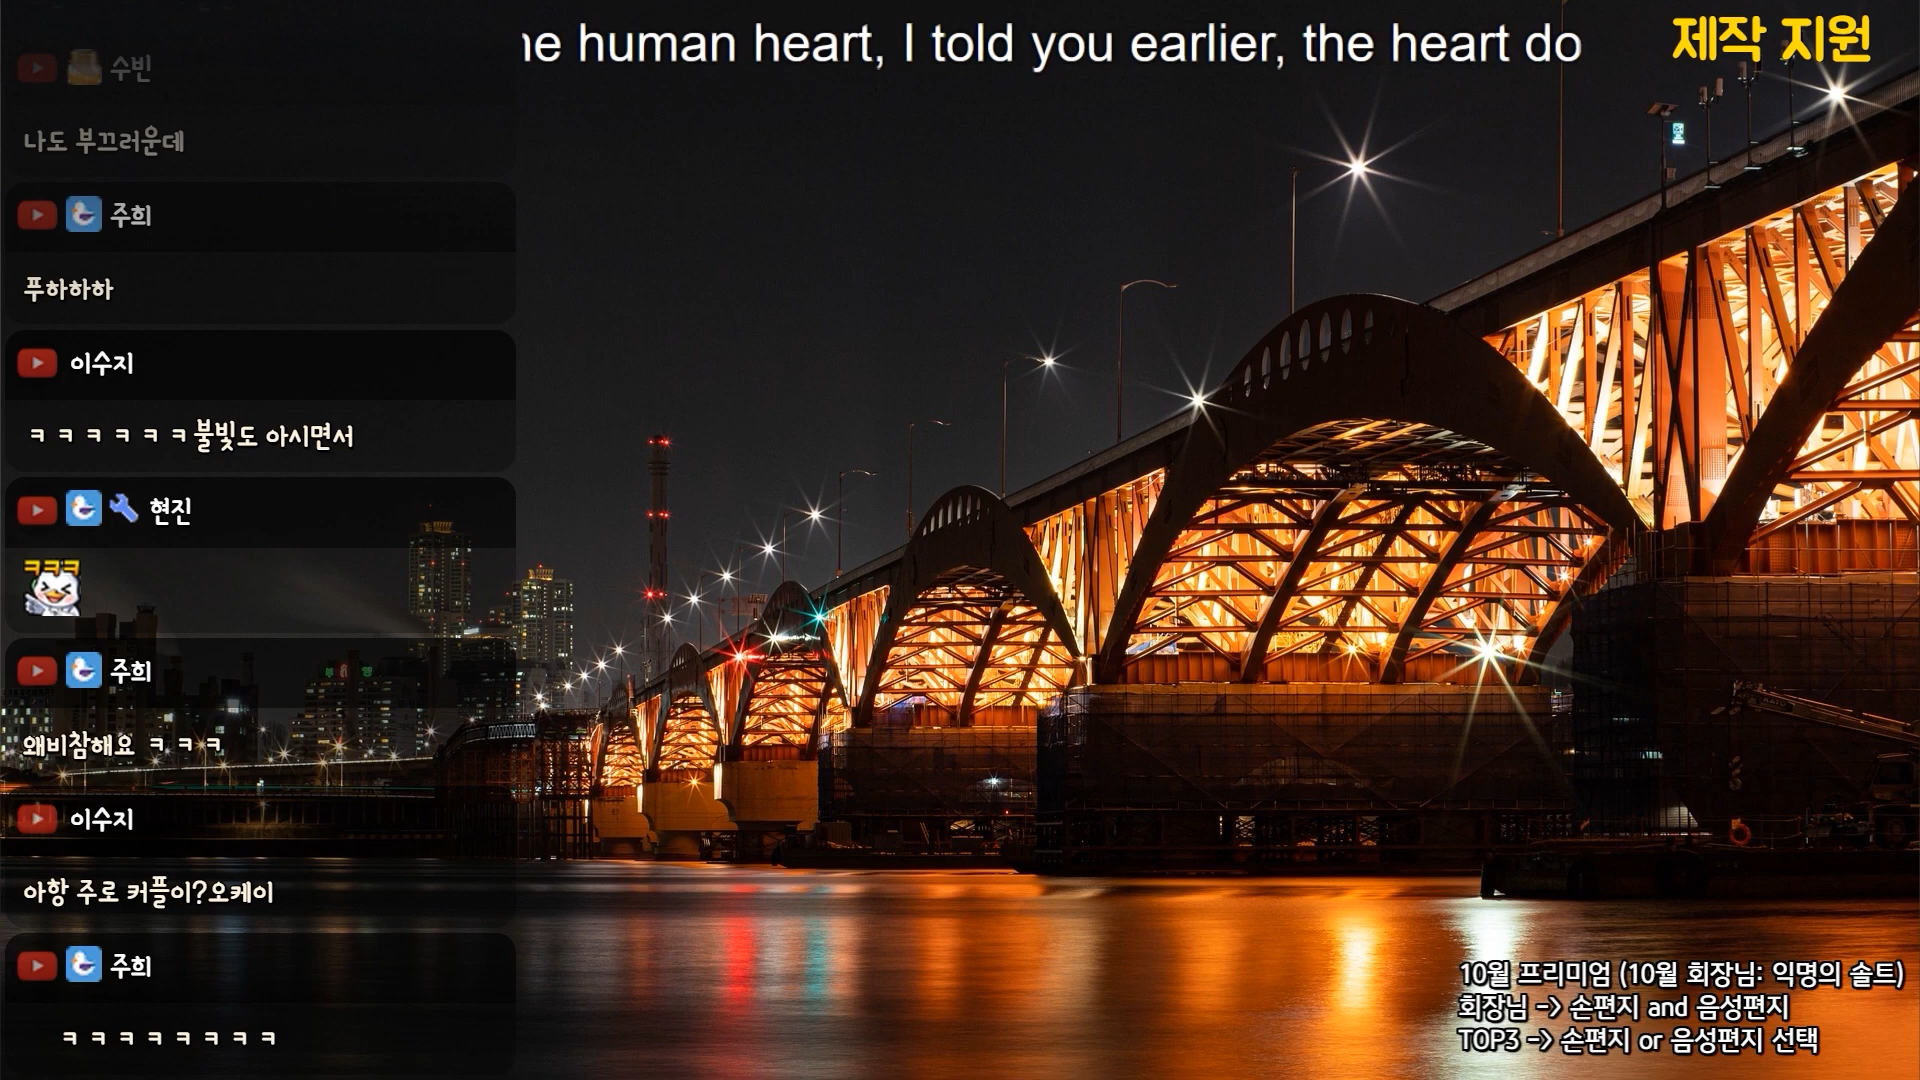 he human heart, I told you earlier, the heart do
제작 지원
수빈
나도 부끄러운데
주희
푸하하하
이수지
ㅋㅋㅋㅋㅋㅋ불빛도 아시면서
현진
ㅋㅋㅋ
주희
왜비참해요 ㅋㅋㅋ
이수지
아항 주로 커플이?오케이
주희
ㅋㅋㅋㅋㅋㅋㅋㅋ
10월 프리미엄 (10월 회장님: 익명의 솔트)
회장님 -> 손편지 and 음성편지
TOP3 -> 손편지 or 음성편지 선택